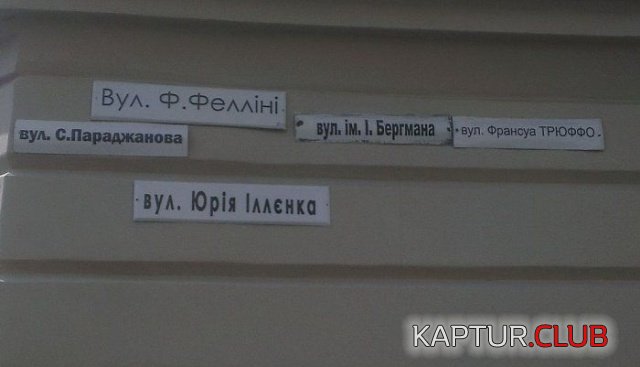 Вул. Ф.Фелліні
вул. С.Параджанова
вул. ім. І. Бергмана
вул. Франсуа ТРЮФФО
вул. Юрія Іллєнка
KAPTUR.CLUB